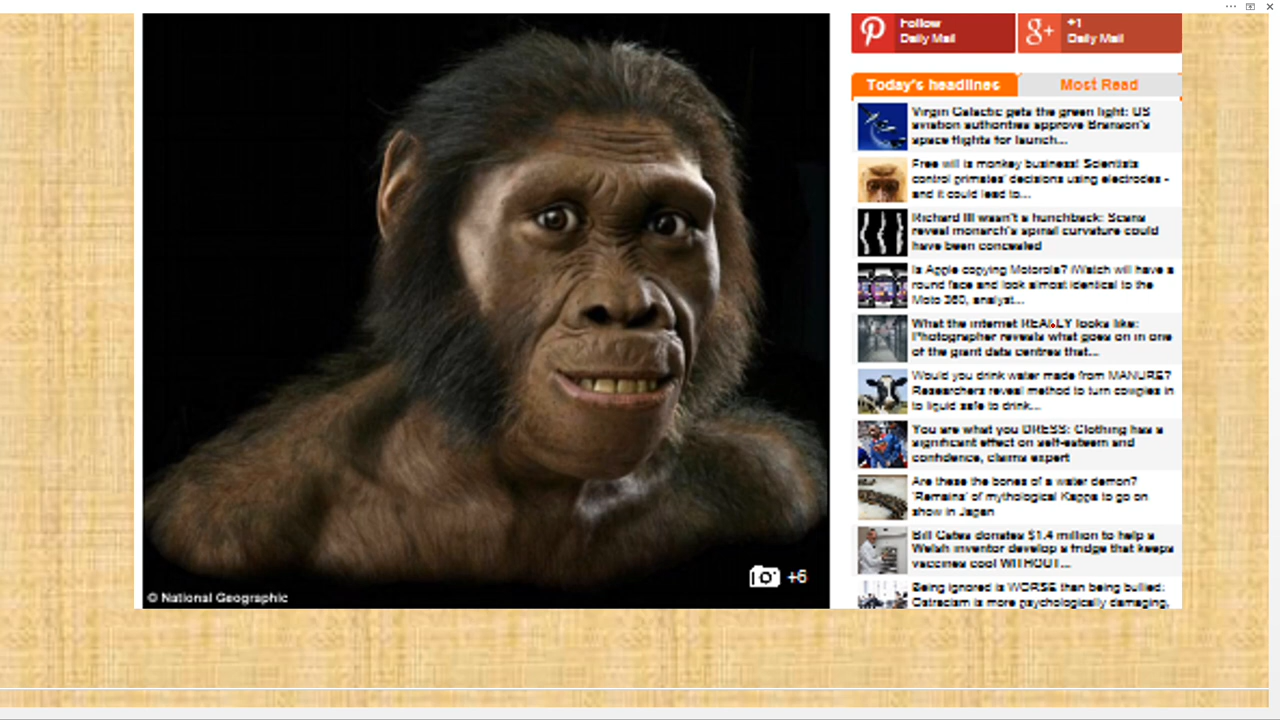 Follow
Daily Mail
+1
Daily Mail
Today's headlines
Most Read
Virgin Galactic gets the green light: US
aviation authorities approve Branson's
space flights for launch...
Free will is monkey business! Scientists
control primates' decisions using electrodes -
and it could lead to...
Richard III wasn't a hunchback: Scans
reveal monarch's spinal curvature could
have been concealed
Is Apple copying Motorola? iWatch will have a
round face and look almost identical to the
Moto 360, analyst...
What the internet REALLY looks like:
Photographer reveals what goes on in one
of the giant data centres that...
Would you drink water made from MANURE?
Researchers reveal method to turn cowpies in
to liquid safe to drink...
You are what you DRESS: Clothing has a
significant effect on self-esteem and
confidence, claims expert
Are these the bones of a water demon?
'Remains' of mythological Kappa to go on
show in Japan
Bill Gates donates $1.4 million to help a
Welsh inventor develop a fridge that keeps
vaccines cool WITHOUT...
Being ignored is WORSE than being bullied:
Ostracism is more psychologically damaging,
+6
© National Geographic